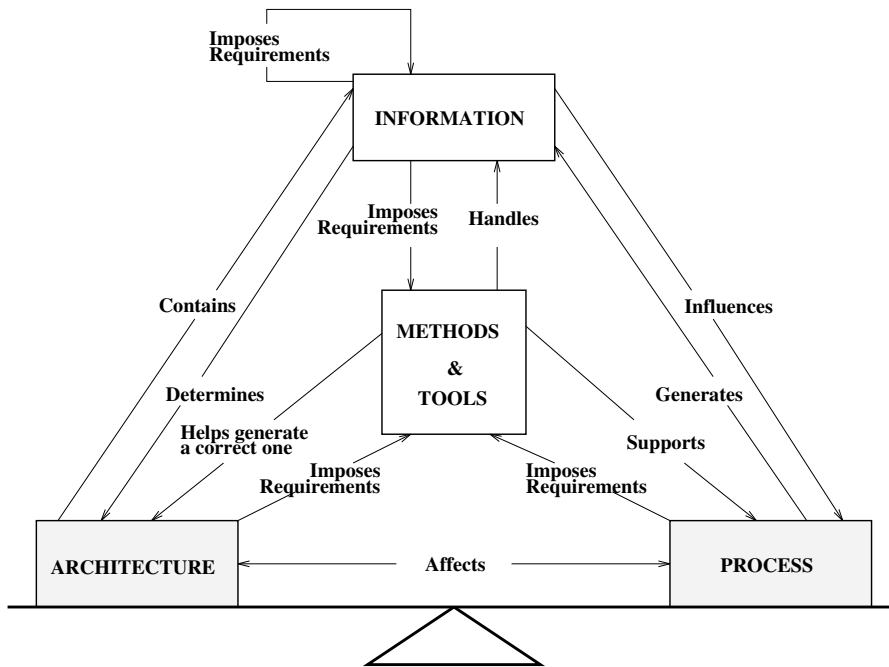 Imposes
Requirements
INFORMATION
Imposes
Requirements
Handles
Contains
Influences
METHODS
&
TOOLS
Determines
Generates
Helps generate
a correct one
Supports
Imposes
Requirements
Imposes
Requirements
ARCHITECTURE
Affects
PROCESS